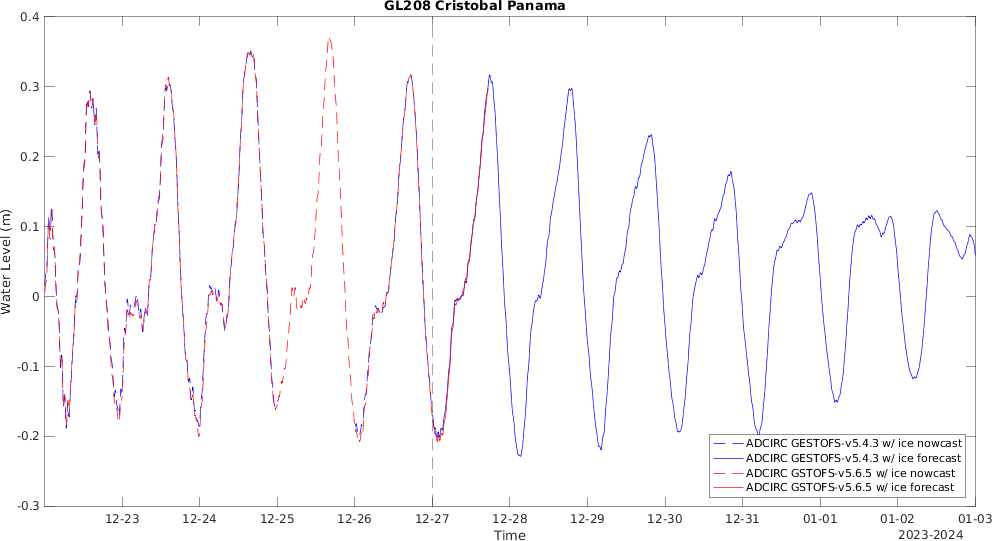 GL208 Cristobal Panama
0.4
0.3
0.2
0.1
0
-0.1
-0.2
-0.3
Water Level (m)
12-23 12-24 12-25 12-26 12-27 12-28 12-29 12-30 12-31 01-01 01-02 01-03
Time
2023-2024
ADCIRC GESTOFS-v5.4.3 w/ ice nowcast
ADCIRC GESTOFS-v5.4.3 w/ ice forecast
ADCIRC GSTOFS-v5.6.5 w/ ice nowcast
ADCIRC GSTOFS-v5.6.5 w/ ice forecast